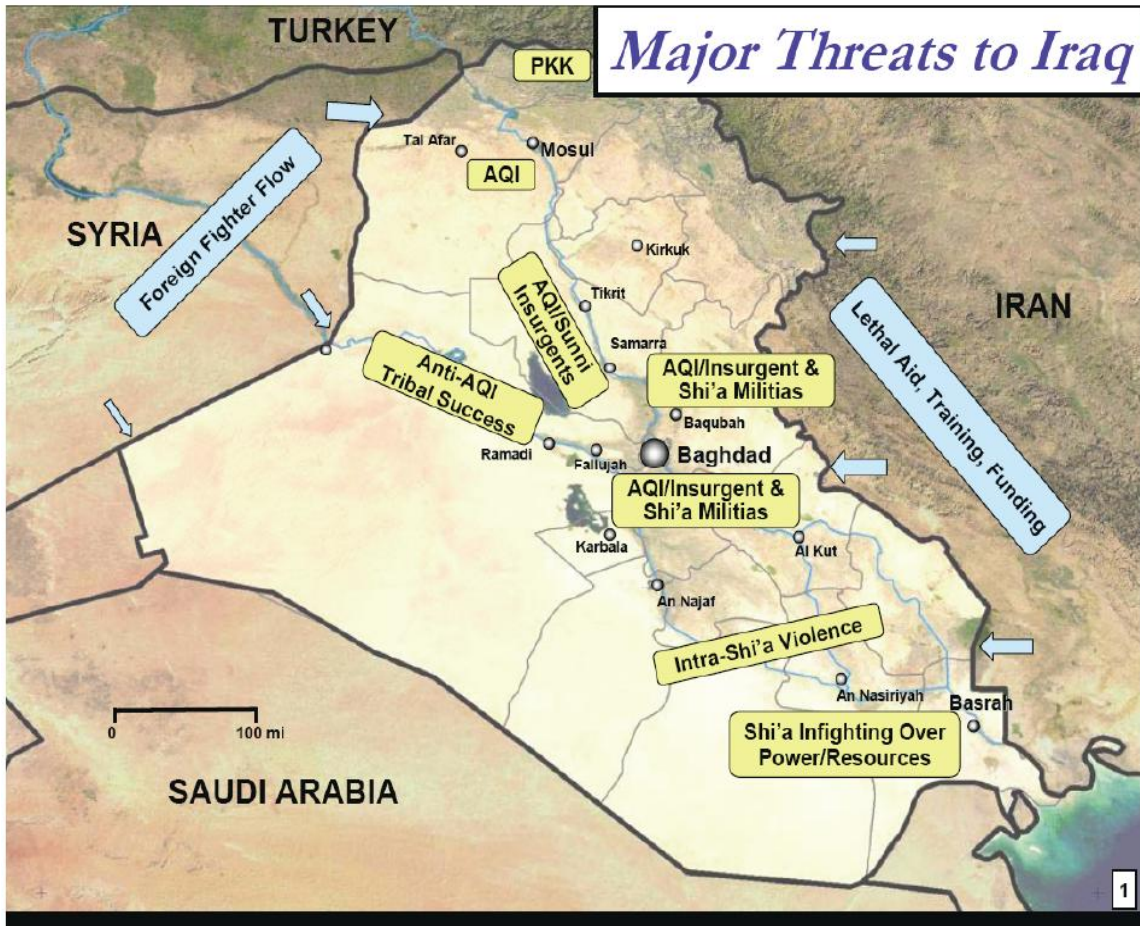 Major Threats to Iraq
TURKEY
PKK
Tal Afar
Mosul
AQI
Foreign Fighter Flow
SYRIA
Kirkuk
IRAN
Tikrit
AQI/Sunni
Insurgents
Samarra
Lethal Aid, Training, Funding
Anti-AQI
Tribal Success
AQI/Insurgent &
Shi'a Militias
Baqubah
Ramadi
Fallujah
Baghdad
AQI/Insurgent &
Shi'a Militias
Karbala
Al Kut
An Najaf
Intra-Shi'a Violence
An Nasiriyah
Basrah
Shi'a Infighting Over
Power/Resources
0
100 mi
SAUDI ARABIA
1